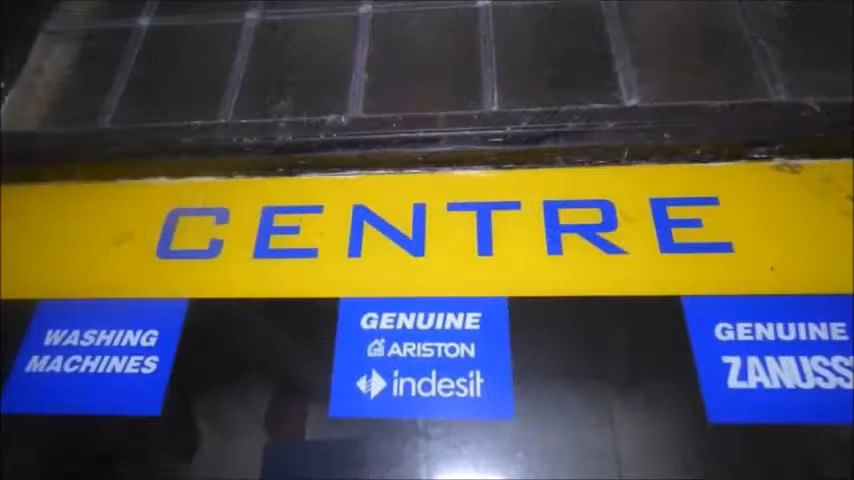 CENTRE
WASHING
MACHINES
GENUINE
ARISTON
indesit
GENUINE
ZANUSS